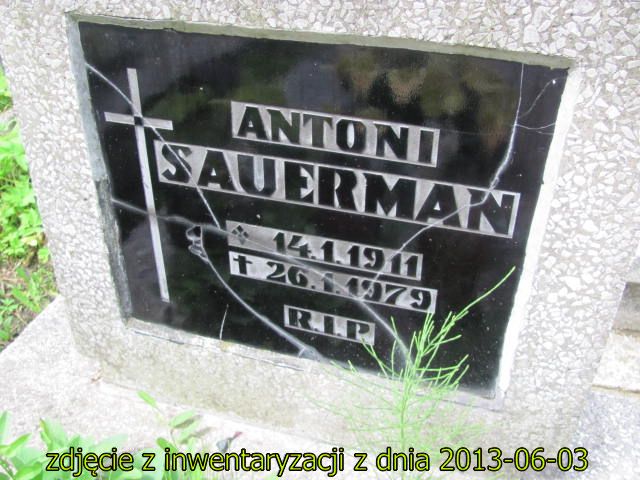 ANTONI
SAUERMAN
14.1.1911
26.1.1979
R.I.P.
zdjęcie z inwentaryzacji z dnia 2013-06-03